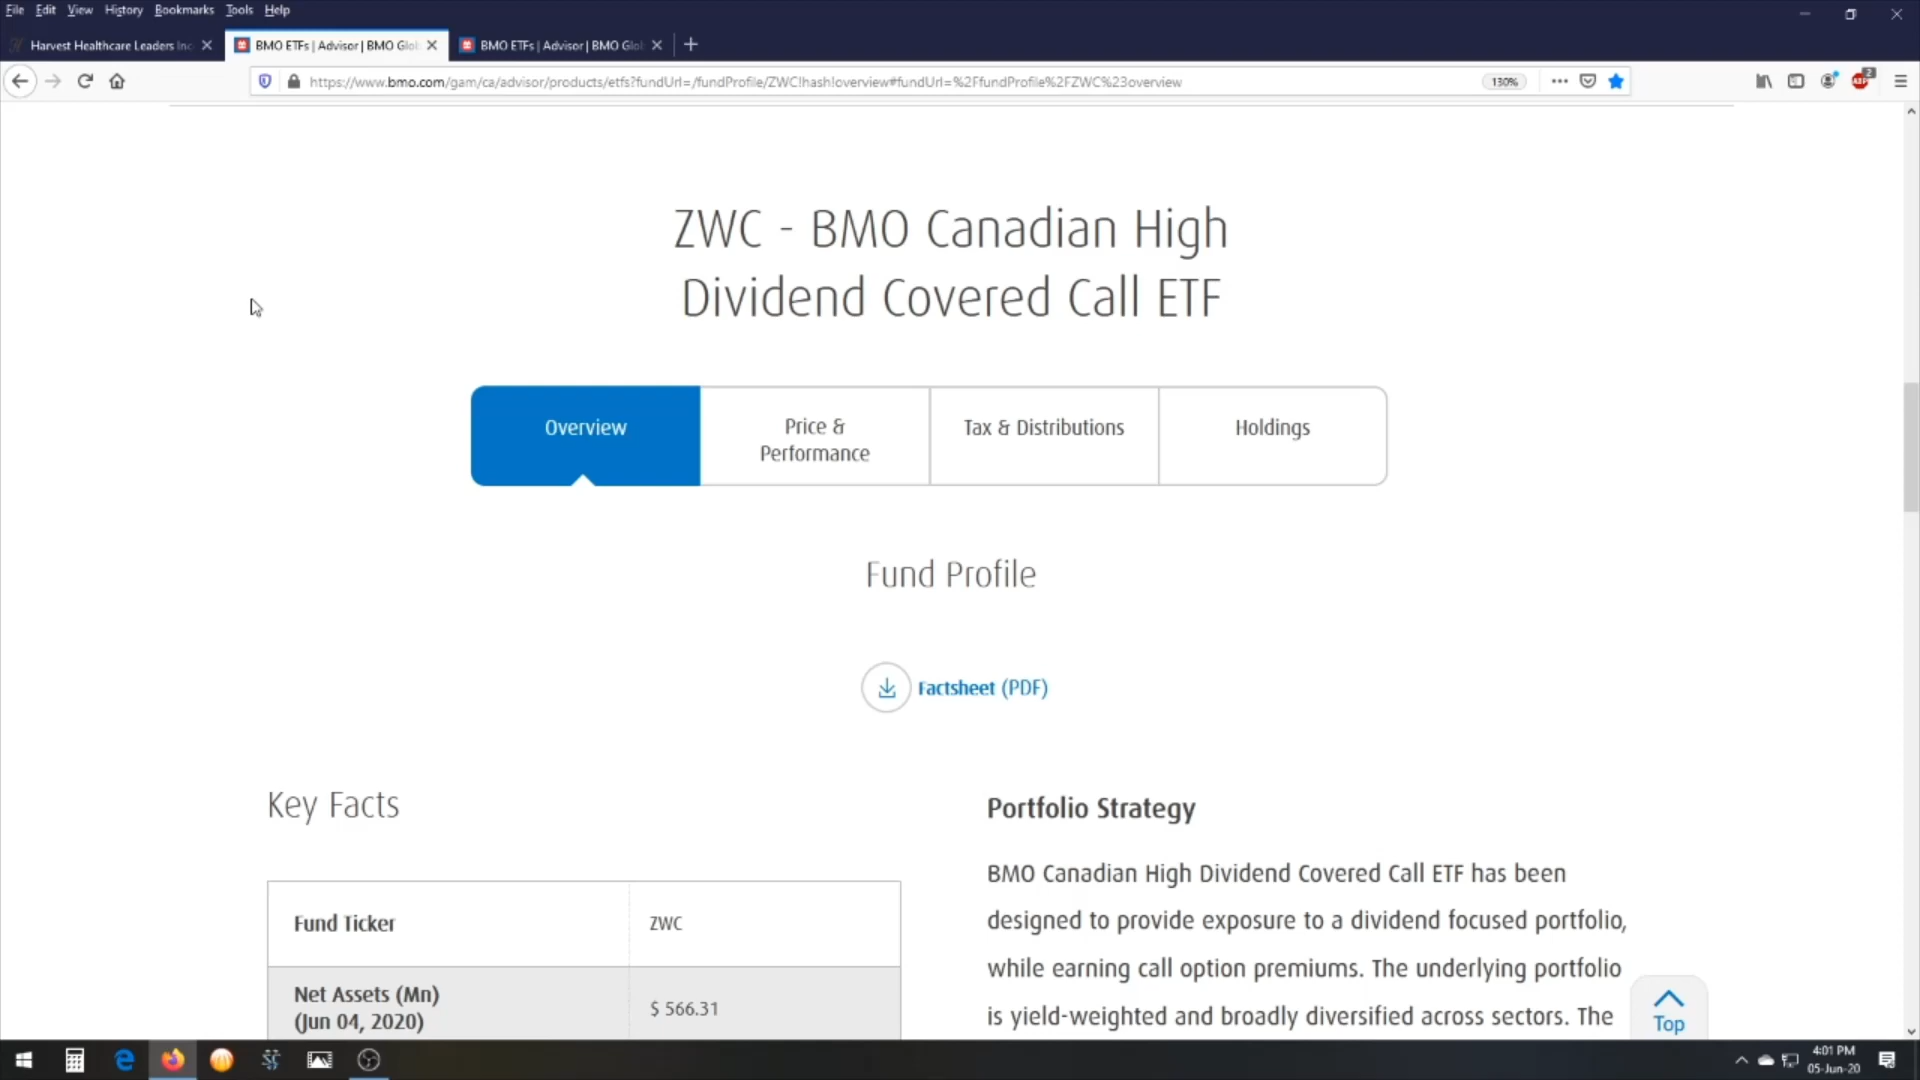 File Edit View History Bookmarks Tools Help
Harvest Healthcare Leaders Inc
BMO ETFs | Advisor | BMO Glo
BMO ETFs | Advisor | BMO Glo
https://www.bmo.com/gam/ca/advisor/products/etfs?fundUrl=/fundProfile/ZWC!hash!overview#fundUrl=%2FfundProfile%2FZWC%23overview
130%
2
ZWC - BMO Canadian High
Dividend Covered Call ETF
Overview
Price &
Performance
Tax & Distributions
Holdings
Fund Profile
Factsheet (PDF)
Key Facts
Fund Ticker ZWC
Net Assets (Mn)
(Jun 04, 2020)
$ 566.31
Portfolio Strategy
BMO Canadian High Dividend Covered Call ETF has been
designed to provide exposure to a dividend focused portfolio,
while earning call option premiums. The underlying portfolio
is yield-weighted and broadly diversified across sectors. The
Top
4:01 PM
05-Jun-20